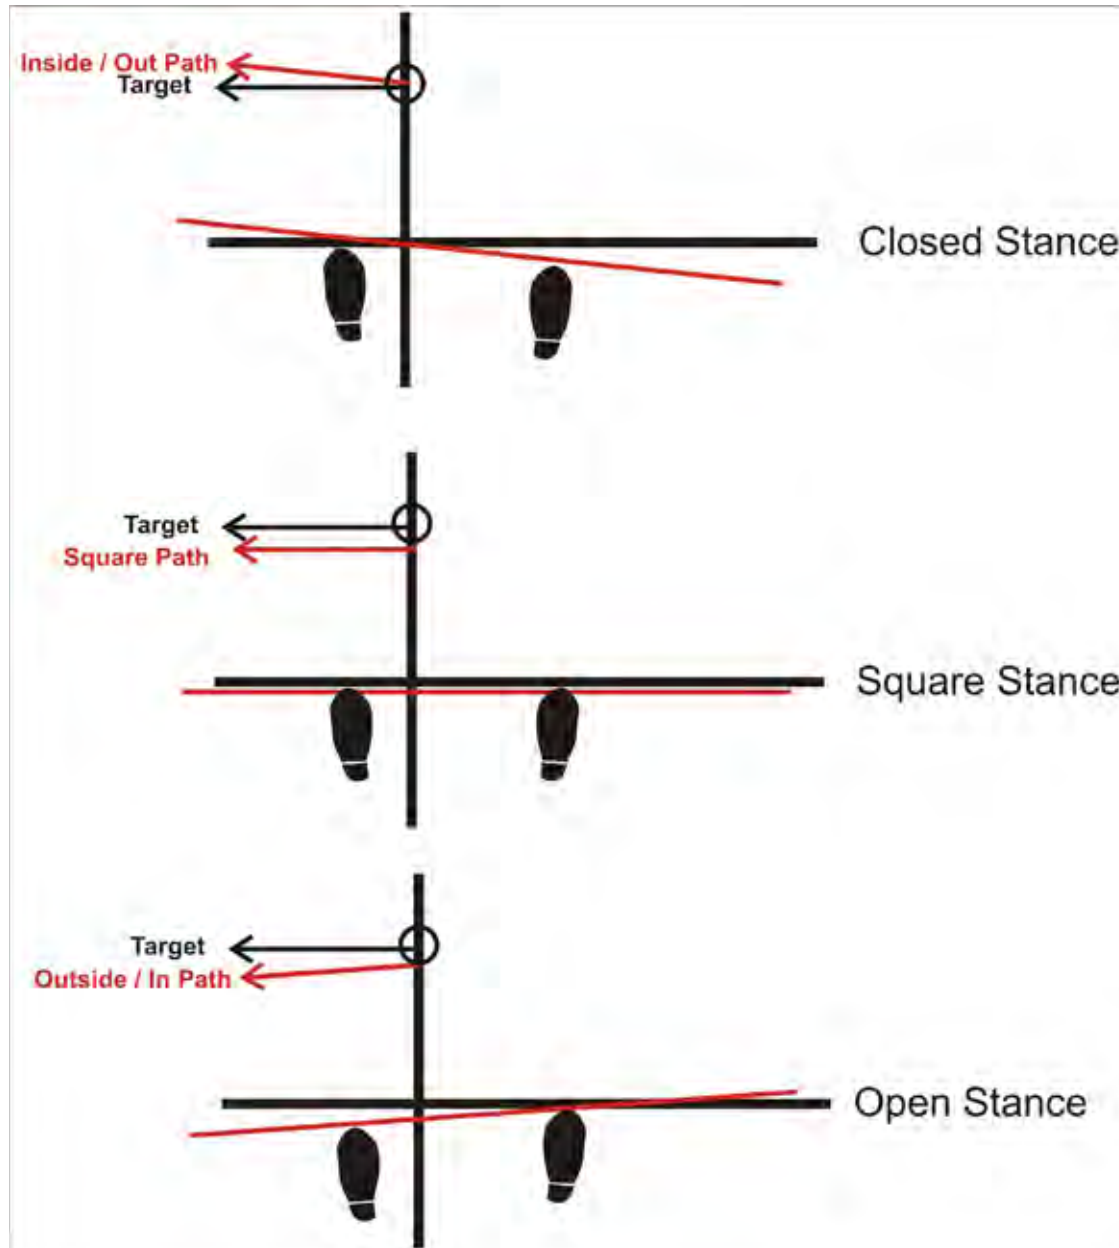 Inside / Out Path
Target
Closed Stance
Target
Square Path
Square Stance
Target
Outside / In Path
Open Stance